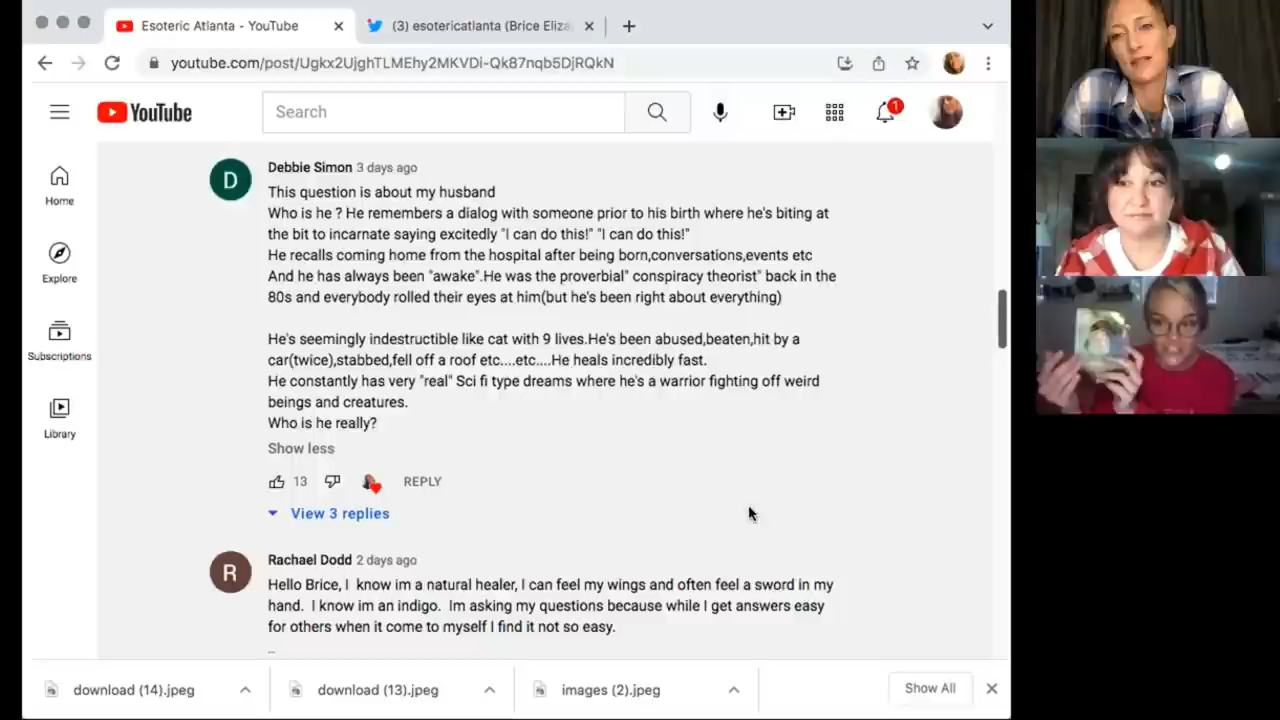 Esoteric Atlanta - YouTube
(3) esotericatlanta (Brice Eliza
youtube.com/post/Ugkx2UjghTLMEhy2MKVDi-Qk87nqb5DjRQkN
YouTube
Search
1
Home
Explore
Subscriptions
Library
D
Debbie Simon 3 days ago
This question is about my husband
Who is he ? He remembers a dialog with someone prior to his birth where he's biting at
the bit to incarnate saying excitedly "I can do this!" "I can do this!"
He recalls coming home from the hospital after being born,conversations,events etc
And he has always been "awake".He was the proverbial" conspiracy theorist" back in the
80s and everybody rolled their eyes at him(but he's been right about everything)
He's seemingly indestructible like cat with 9 lives.He's been abused,beaten,hit by a
car(twice),stabbed,fell off a roof etc....etc....He heals incredibly fast.
He constantly has very "real" Sci fi type dreams where he's a warrior fighting off weird
beings and creatures.
Who is he really?
Show less
13
REPLY
View 3 replies
R
Rachael Dodd 2 days ago
Hello Brice, I know im a natural healer, I can feel my wings and often feel a sword in my
hand. I know im an indigo. Im asking my questions because while I get answers easy
for others when it come to myself I find it not so easy.
download (14).jpeg
download (13).jpeg
images (2).jpeg
Show All